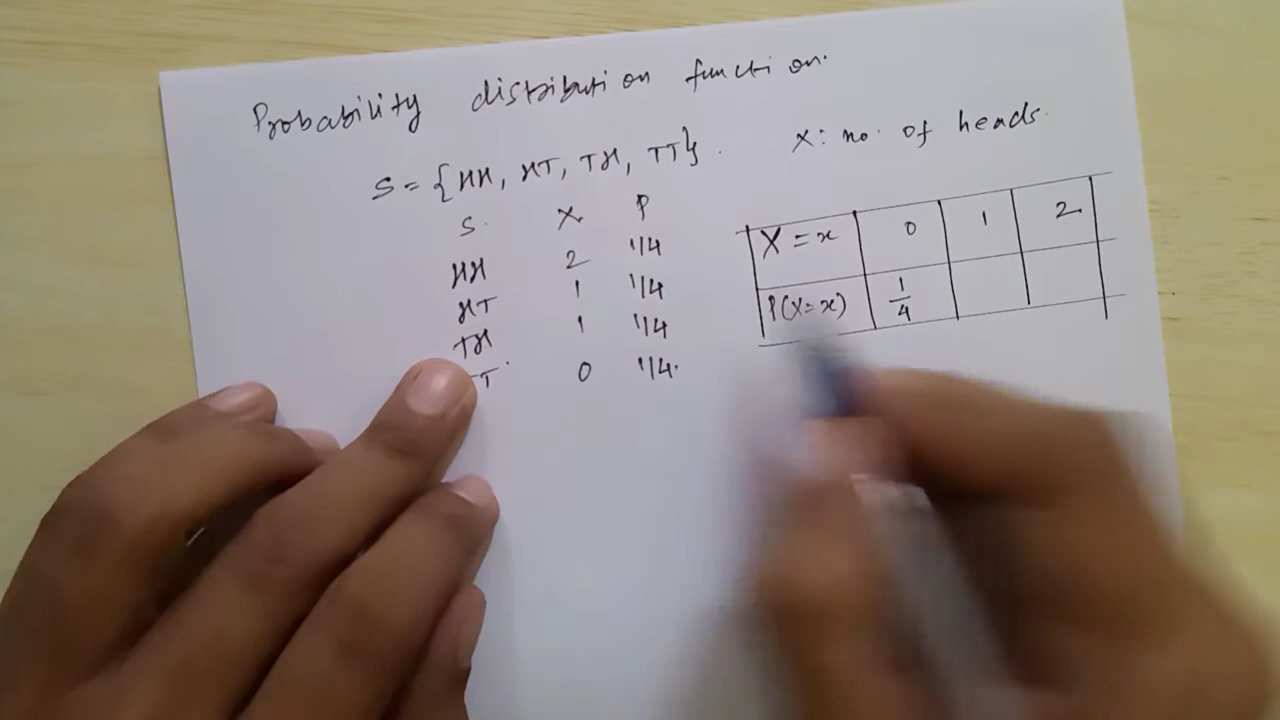 Probability distribution function.
S = {HH, HT, TH, TT}. X: no. of heads.
S. X P
HH 2 1/4
HT 1 1/4
TH 1 1/4
T 0 1/4.
X = x 0 1 2
P(X=x) 1/4